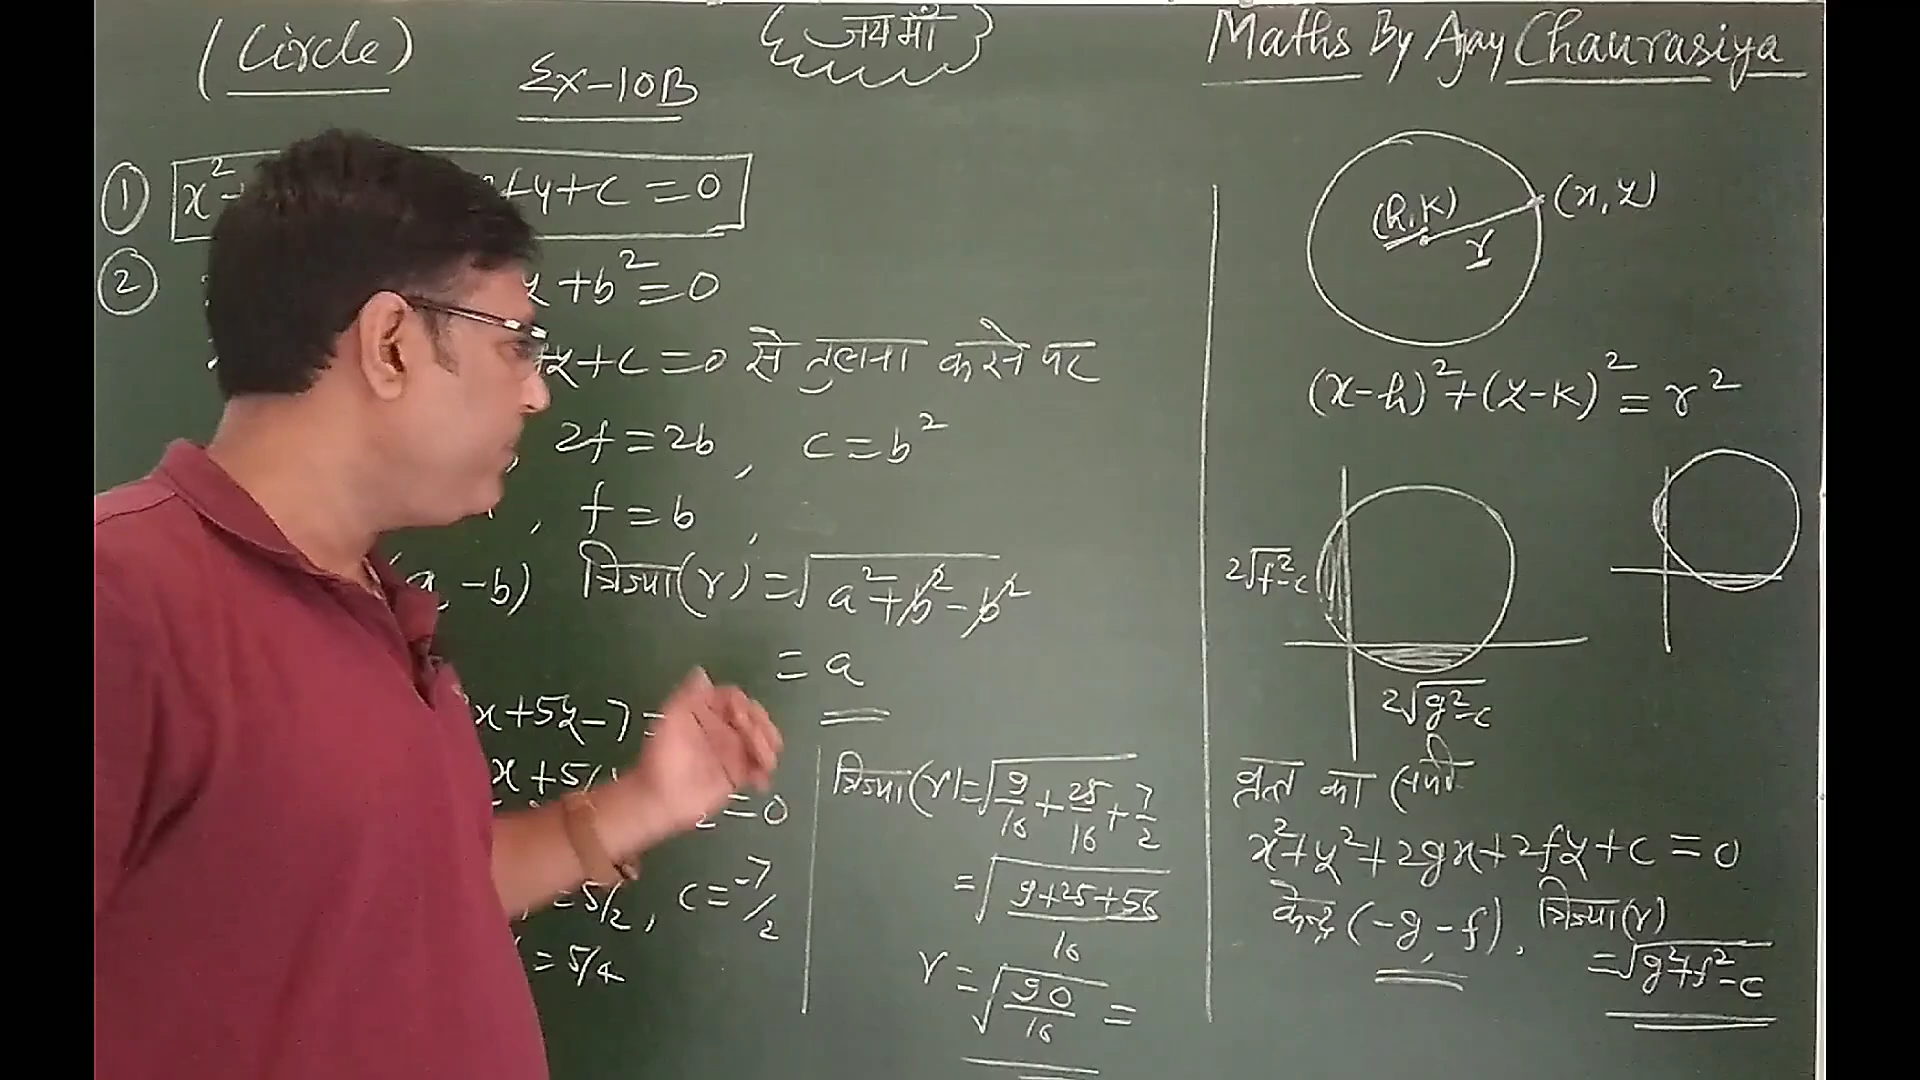 (Circle)
Ex-10B
जय माँ
Maths By Ajay Chaurasiya
① x²+ 2fy+c=0
② y+b²=0
y+c=0 से तुलना करने पर
2f=2b, c=b²
, f=b,
(a, -b) त्रिज्या(r)=√a²+b²-b²
=a
x+5y-7=
x+5/
=0
=5/2, c=-7/2
=5/4
त्रिज्या(r)=√9/16+25/16+7/2
=√9+25+56/16
r=√90/16=
(h,k)
(x,y)
r
(x-h)²+(y-k)²=r²
2√f²-c
2√g²-c
वृत्त का
x²+y²+2gx+2fy+c=0
केन्द्र(-g,-f), त्रिज्या(r)
=√g²+f²-c